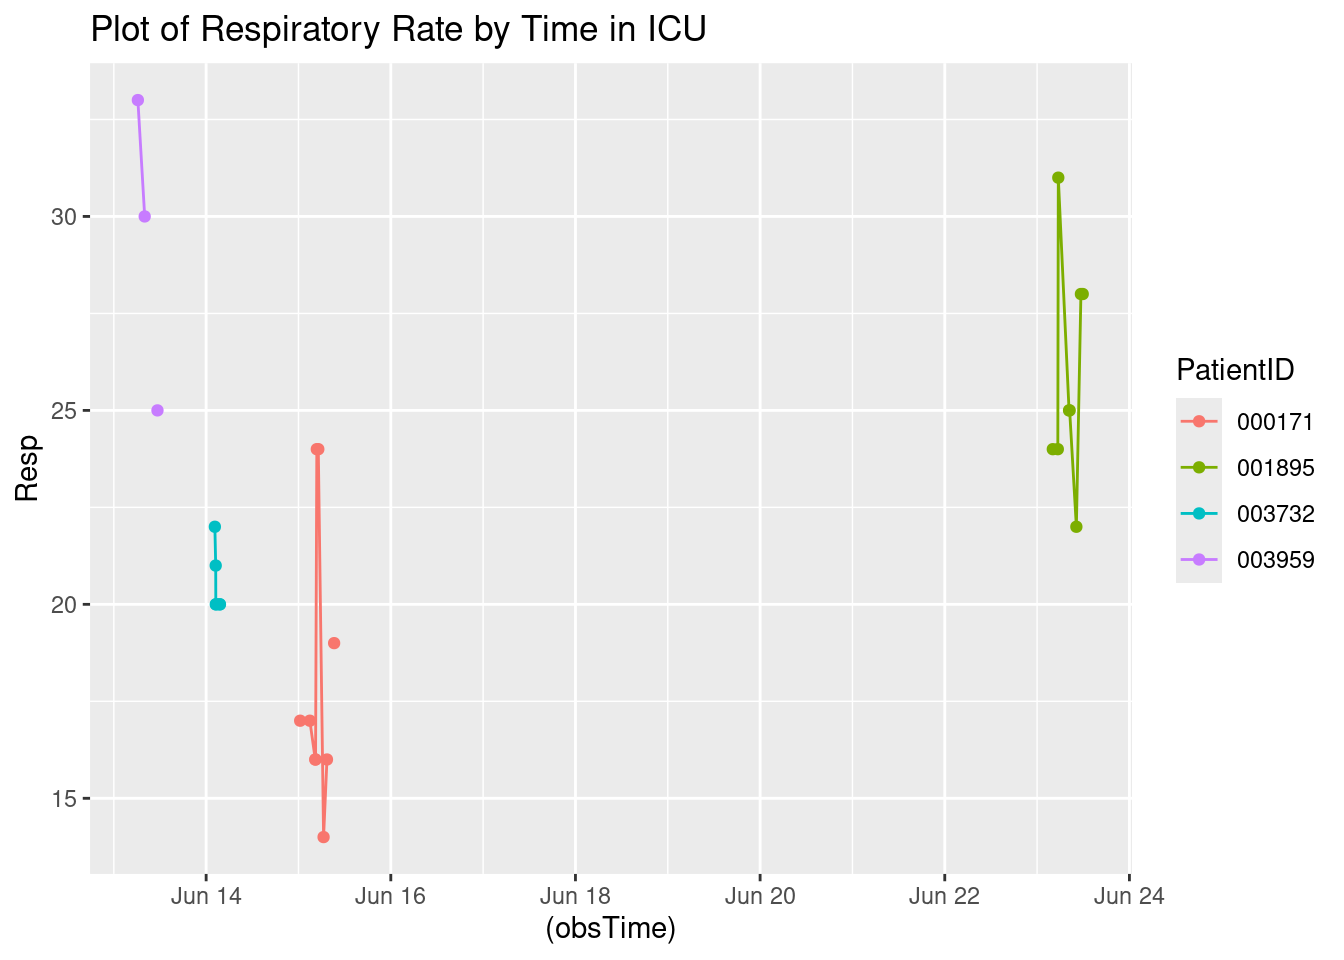 Plot of Respiratory Rate by Time in ICU
30
25
20
15
Resp
Jun 14 Jun 16 Jun 18 Jun 20 Jun 22 Jun 24
(obsTime)
PatientID
000171
001895
003732
003959